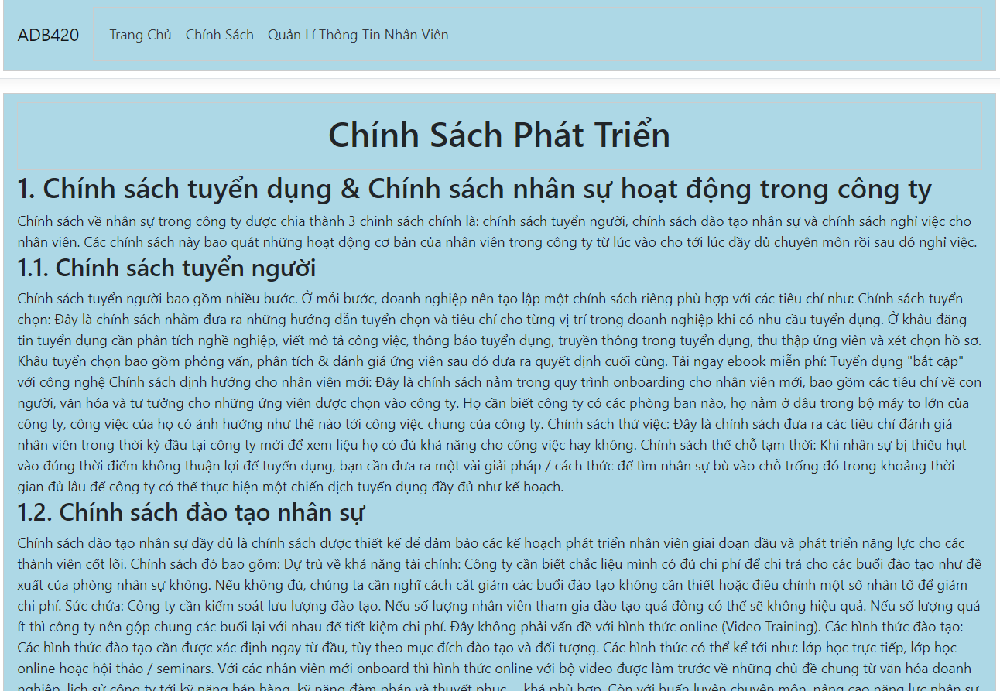 ADB420 Trang Chủ Chính Sách Quản Lí Thông Tin Nhân Viên
Chính Sách Phát Triển
1. Chính sách tuyển dụng & Chính sách nhân sự hoạt động trong công ty
Chính sách về nhân sự trong công ty được chia thành 3 chinh sách chính là: chính sách tuyển người, chính sách đào tạo nhân sự và chính sách nghỉ việc cho
nhân viên. Các chính sách này bao quát những hoạt động cơ bản của nhân viên trong công ty từ lúc vào cho tới lúc đầy đủ chuyên môn rồi sau đó nghỉ việc.
1.1. Chính sách tuyển người
Chính sách tuyển người bao gồm nhiều bước. Ở mỗi bước, doanh nghiệp nên tạo lập một chính sách riêng phù hợp với các tiêu chí như: Chính sách tuyển
chọn: Đây là chính sách nhằm đưa ra những hướng dẫn tuyển chọn và tiêu chí cho từng vị trí trong doanh nghiệp khi có nhu cầu tuyển dụng. Ở khâu đăng
tin tuyển dụng cần phân tích nghề nghiệp, viết mô tả công việc, thông báo tuyển dụng, truyền thông trong tuyển dụng, thu thập ứng viên và xét chọn hồ sơ.
Khâu tuyển chọn bao gồm phỏng vấn, phân tích & đánh giá ứng viên sau đó đưa ra quyết định cuối cùng. Tải ngay ebook miễn phí: Tuyển dụng "bắt cặp"
với công nghệ Chính sách định hướng cho nhân viên mới: Đây là chính sách nằm trong quy trình onboarding cho nhân viên mới, bao gồm các tiêu chí về con
người, văn hóa và tư tưởng cho những ứng viên được chọn vào công ty. Họ cần biết công ty có các phòng ban nào, họ nằm ở đâu trong bộ máy to lớn của
công ty, công việc của họ có ảnh hưởng như thế nào tới công việc chung của công ty. Chính sách thử việc: Đây là chính sách đưa ra các tiêu chí đánh giá
nhân viên trong thời kỳ đầu tại công ty mới để xem liệu họ có đủ khả năng cho công việc hay không. Chính sách thế chỗ tạm thời: Khi nhân sự bị thiếu hụt
vào đúng thời điểm không thuận lợi để tuyển dụng, bạn cần đưa ra một vài giải pháp / cách thức để tìm nhân sự bù vào chỗ trống đó trong khoảng thời
gian đủ lâu để công ty có thể thực hiện một chiến dịch tuyển dụng đầy đủ như kế hoạch.
1.2. Chính sách đào tạo nhân sự
Chính sách đào tạo nhân sự đầy đủ là chính sách được thiết kế để đảm bảo các kế hoạch phát triển nhân viên giai đoạn đầu và phát triển năng lực cho các
thành viên cốt lõi. Chính sách đó bao gồm: Dự trù về khả năng tài chính: Công ty cần biết chắc liệu mình có đủ chi phí để chi trả cho các buổi đào tạo như đề
xuất của phòng nhân sự không. Nếu không đủ, chúng ta cần nghĩ cách cắt giảm các buổi đào tạo không cần thiết hoặc điều chỉnh một số nhân tố để giảm
chi phí. Sức chứa: Công ty cần kiểm soát lưu lượng đào tạo. Nếu số lượng nhân viên tham gia đào tạo quá đông có thể sẽ không hiệu quả. Nếu số lượng quá
ít thì công ty nên gộp chung các buổi lại với nhau để tiết kiệm chi phí. Đây không phải vấn đề với hình thức online (Video Training). Các hình thức đào tạo:
Các hình thức đào tạo cần được xác định ngay từ đầu, tùy theo mục đích đào tạo và đối tượng. Các hình thức có thể kể tới như: lớp học trực tiếp, lớp học
online hoặc hội thảo / seminars. Với các nhân viên mới onboard thì hình thức online với bộ video được làm trước về những chủ đề chung từ văn hóa doanh
nghiệp, lịch sử công ty tới kỹ năng bán hàng, kỹ năng đàm phán và thuyết phục,... khá phù hợp. Còn với huấn luyện chuyên môn, nâng cao năng lực nhân sự